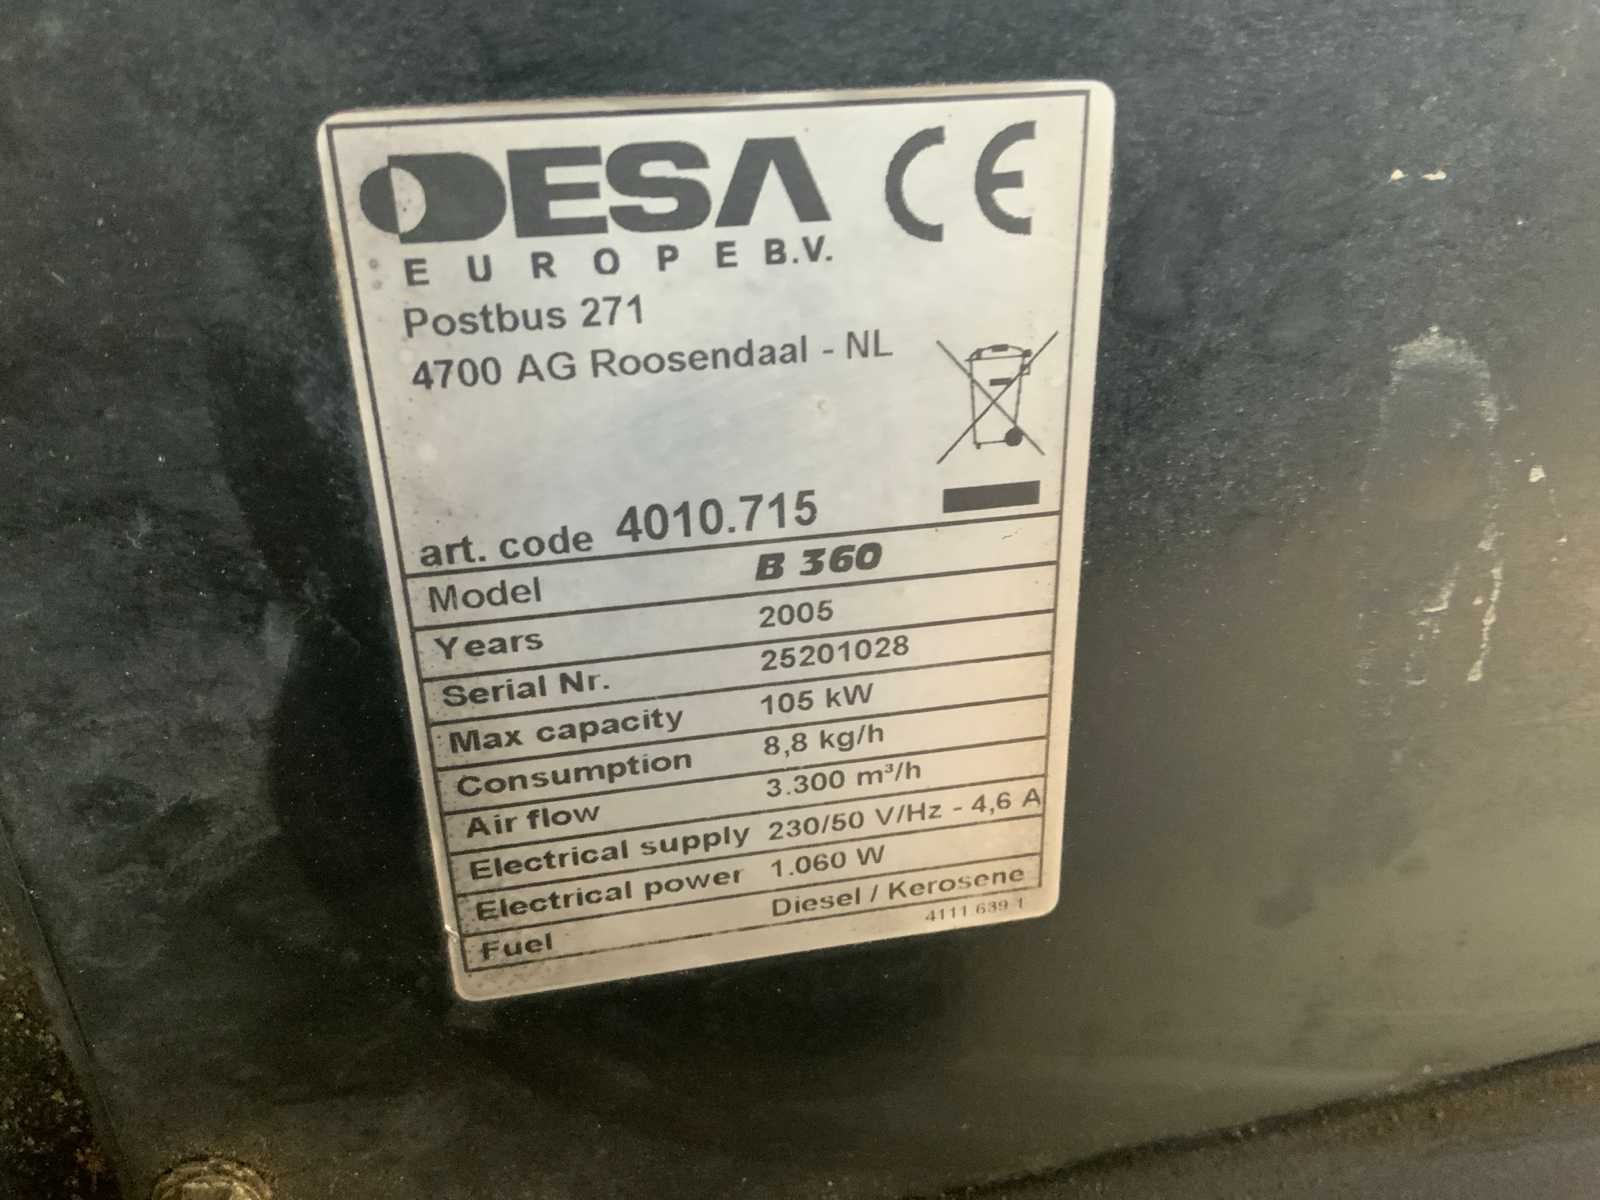 DESA CE
EUROPE B.V.
Postbus 271
4700 AG Roosendaal - NL
art. code 4010.715
Model B 360
Years 2005
Serial Nr. 25201028
Max capacity 105 kW
Consumption 8,8 kg/h
Air flow 3.300 m³/h
Electrical supply 230/50 V/Hz - 4,6 A
Electrical power 1.060 W
Fuel Diesel / Kerosene
4111 639 1